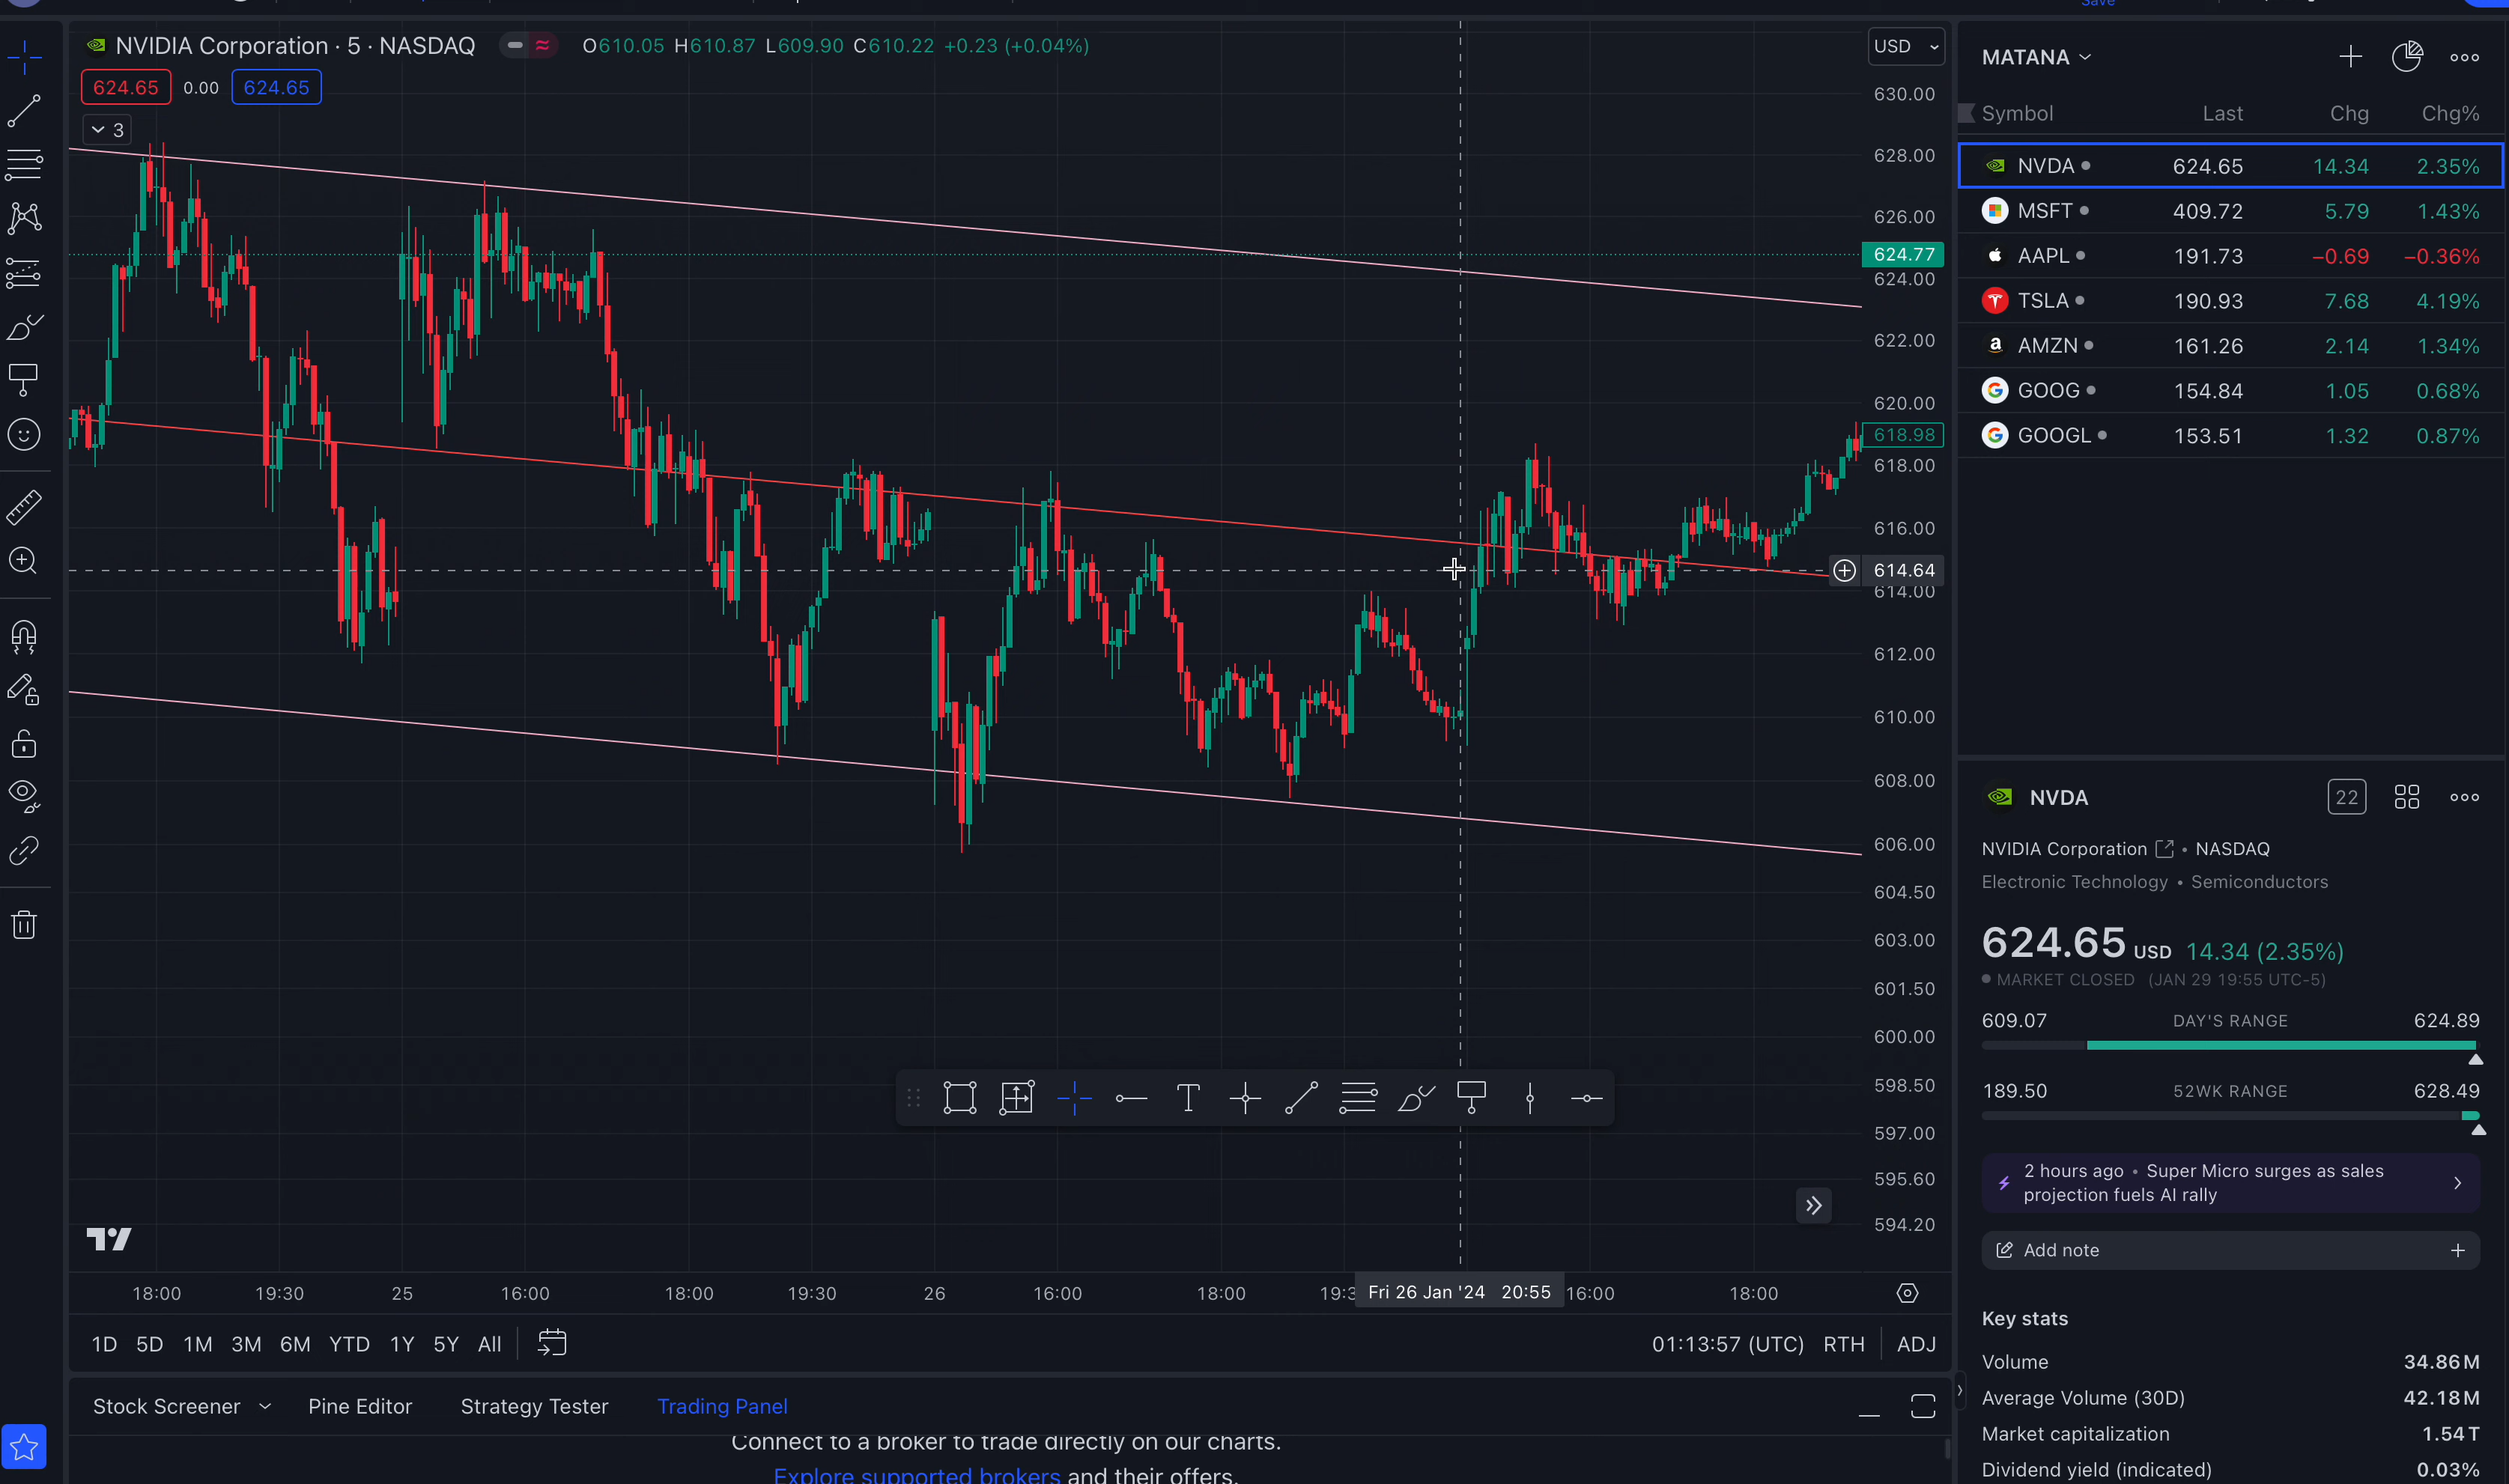 Save
NVIDIA Corporation · 5 · NASDAQ
O610.05 H610.87 L609.90 C610.22 +0.23 (+0.04%)
USD
624.65 0.00 624.65
3
630.00
628.00
626.00
624.77
624.00
622.00
620.00
618.98
618.00
616.00
614.64
614.00
612.00
610.00
608.00
606.00
604.50
603.00
601.50
600.00
598.50
597.00
595.60
594.20
18:00 19:30 25 16:00 18:00 19:30 26 16:00 18:00 19:3 Fri 26 Jan '24 20:55 16:00 18:00
1D 5D 1M 3M 6M YTD 1Y 5Y All
01:13:57 (UTC) RTH ADJ
Stock Screener Pine Editor Strategy Tester Trading Panel
Connect to a broker to trade directly on our charts.
Explore supported brokers and their offers.
MATANA
Symbol Last Chg Chg%
NVDA 624.65 14.34 2.35%
MSFT 409.72 5.79 1.43%
AAPL 191.73 −0.69 −0.36%
TSLA 190.93 7.68 4.19%
AMZN 161.26 2.14 1.34%
GOOG 154.84 1.05 0.68%
GOOGL 153.51 1.32 0.87%
NVDA
22
NVIDIA Corporation • NASDAQ
Electronic Technology • Semiconductors
624.65 USD 14.34 (2.35%)
MARKET CLOSED (JAN 29 19:55 UTC-5)
609.07 DAY'S RANGE 624.89
189.50 52WK RANGE 628.49
2 hours ago • Super Micro surges as sales
projection fuels AI rally
Add note
Key stats
Volume 34.86M
Average Volume (30D) 42.18M
Market capitalization 1.54T
Dividend yield (indicated) 0.03%